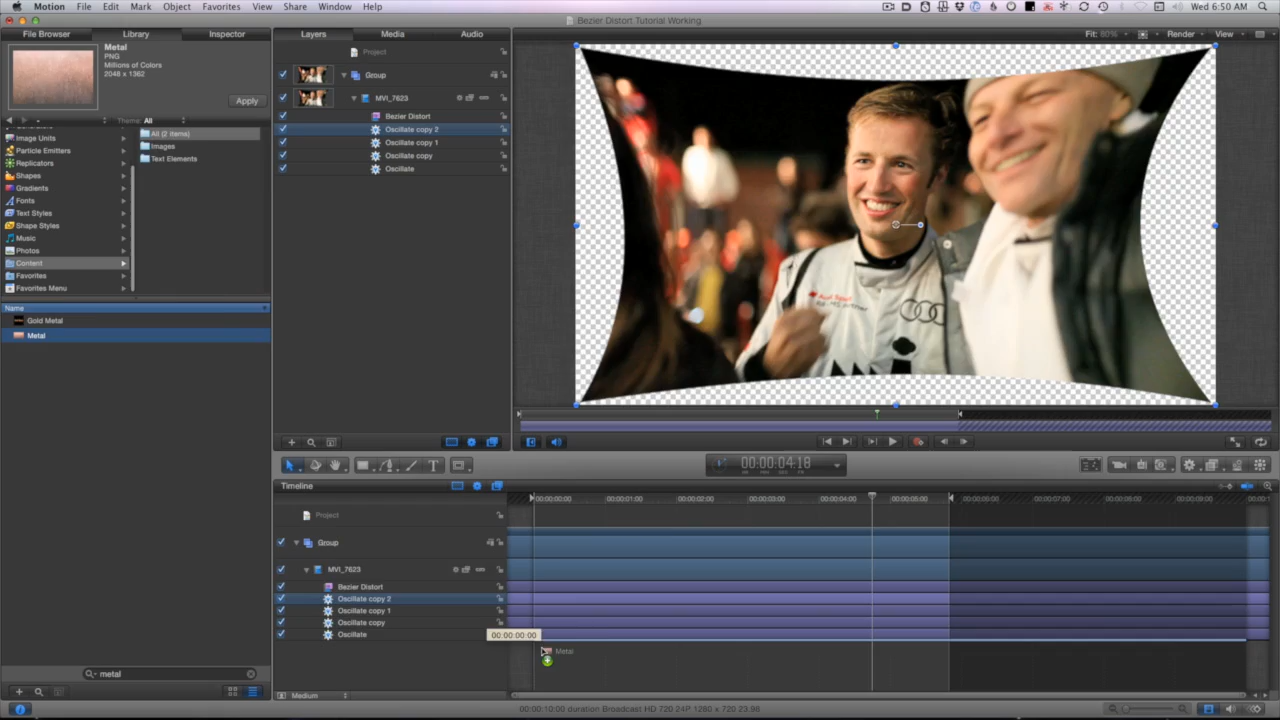 Motion File Edit Mark Object Favorites View Share Window Help Wed 6:50 AM
Bezier Distort Tutorial Working
File Browser Library Inspector Layers Media Audio Fit: 80% Render View
Metal
PNG
Millions of Colors
2048 x 1362
Apply
Theme: All
Project
Group
MVI_7623
Bezier Distort
Oscillate copy 2
Oscillate copy 1
Oscillate copy
Oscillate
Image Units
Particle Emitters
Replicators
Shapes
Gradients
Fonts
Text Styles
Shape Styles
Music
Photos
Content
Favorites
Favorites Menu
All (2 items)
Images
Text Elements
Name
Gold Metal
Metal
metal
00:00:04:18
Timeline
00:00:00:00 00:00:01:00 00:00:02:00 00:00:03:00 00:00:04:00 00:00:05:00 00:00:06:00 00:00:07:00 00:00:08:00 00:00:09:00
Project
Group
MVI_7623
Bezier Distort
Oscillate copy 2
Oscillate copy 1
Oscillate copy
Oscillate
00:00:00:00
Metal
Medium
00:00:10:00 duration Broadcast HD 720 24P 1280 x 720 23.98